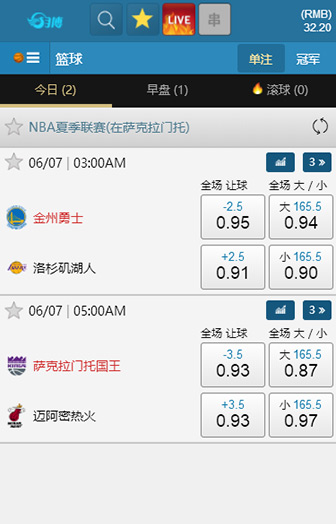 LIVE 串 (RMB)
32.20
篮球 单注 冠军
今日 (2) 早盘 (1) 滚球 (0)
NBA夏季联赛(在萨克拉门托)
06/07 | 03:00AM 3 »
全场 让球 全场 大 / 小
金州勇士 -2.5 0.95 大 165.5 0.94
洛杉矶湖人 +2.5 0.91 小 165.5 0.90
06/07 | 05:00AM 3 »
全场 让球 全场 大 / 小
萨克拉门托国王 -3.5 0.93 大 165.5 0.87
迈阿密热火 +3.5 0.93 小 165.5 0.97